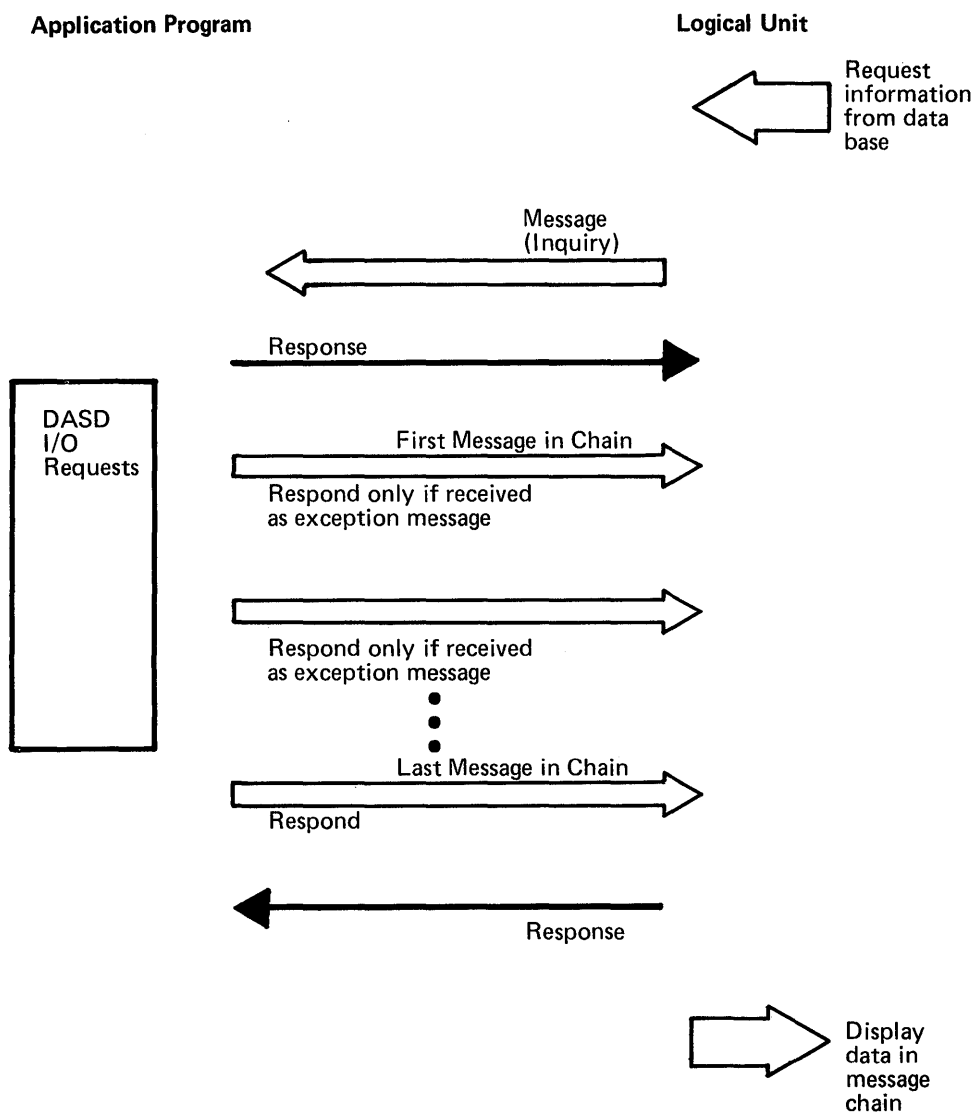 Application Program
Logical Unit
Request
information
from data
base
Message
(Inquiry)
Response
DASD
I/O
Requests
First Message in Chain
Respond only if received
as exception message
Respond only if received
as exception message
Last Message in Chain
Respond
Response
Display
data in
message
chain